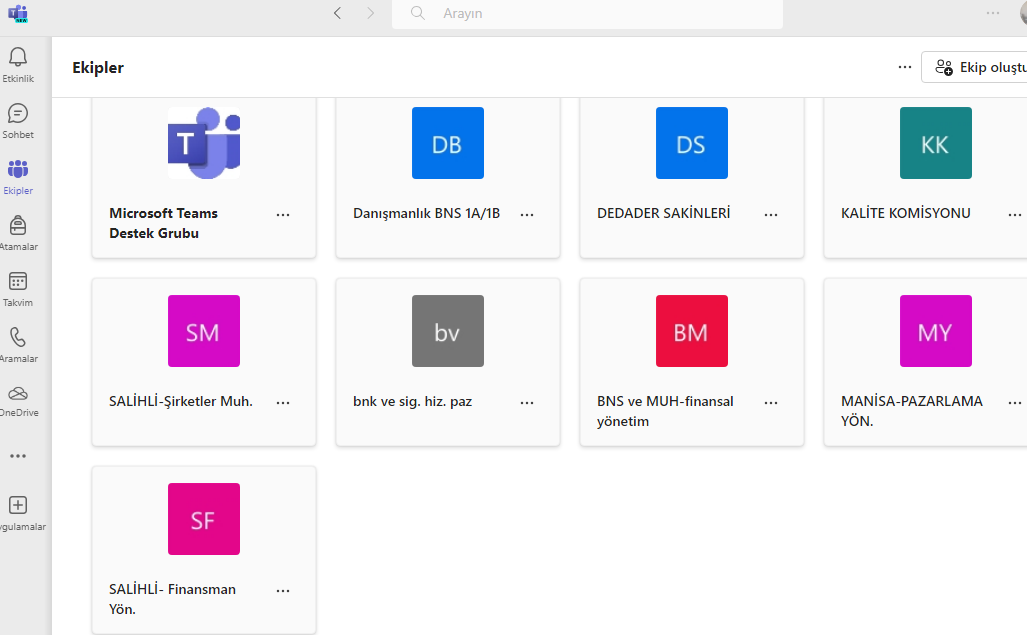 NEW
Arayın
Etkinlik
Sohbet
Ekipler
Atamalar
Takvim
Aramalar
OneDrive
ygulamalar
Ekipler
Ekip oluştu
T
Microsoft Teams
Destek Grubu
DB
Danışmanlık BNS 1A/1B
DS
DEDADER SAKİNLERİ
KK
KALİTE KOMİSYONU
SM
SALİHLİ-Şirketler Muh.
bv
bnk ve sig. hiz. paz
BM
BNS ve MUH-finansal
yönetim
MY
MANİSA-PAZARLAMA
YÖN.
SF
SALİHLİ- Finansman
Yön.